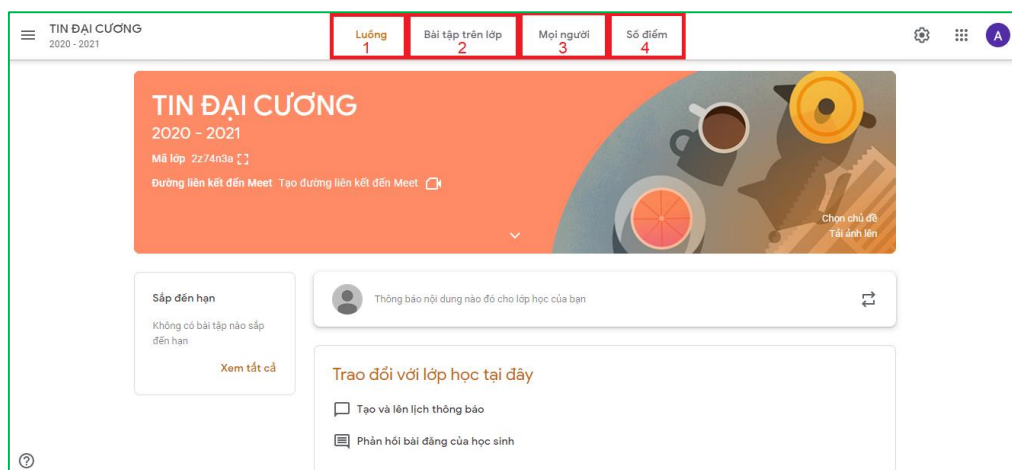 TIN ĐẠI CƯƠNG
2020 - 2021
Luồng
Bài tập trên lớp
Mọi người
Số điểm
1
2
3
4
A
TIN ĐẠI CƯƠNG
2020 - 2021
Mã lớp 2z74n3a
Đường liên kết đến Meet Tạo đường liên kết đến Meet
Chọn chủ đề
Tải ảnh lên
Sắp đến hạn
Không có bài tập nào sắp
đến hạn
Xem tất cả
Thông báo nội dung nào đó cho lớp học của bạn
Trao đổi với lớp học tại đây
Tạo và lên lịch thông báo
Phản hồi bài đăng của học sinh